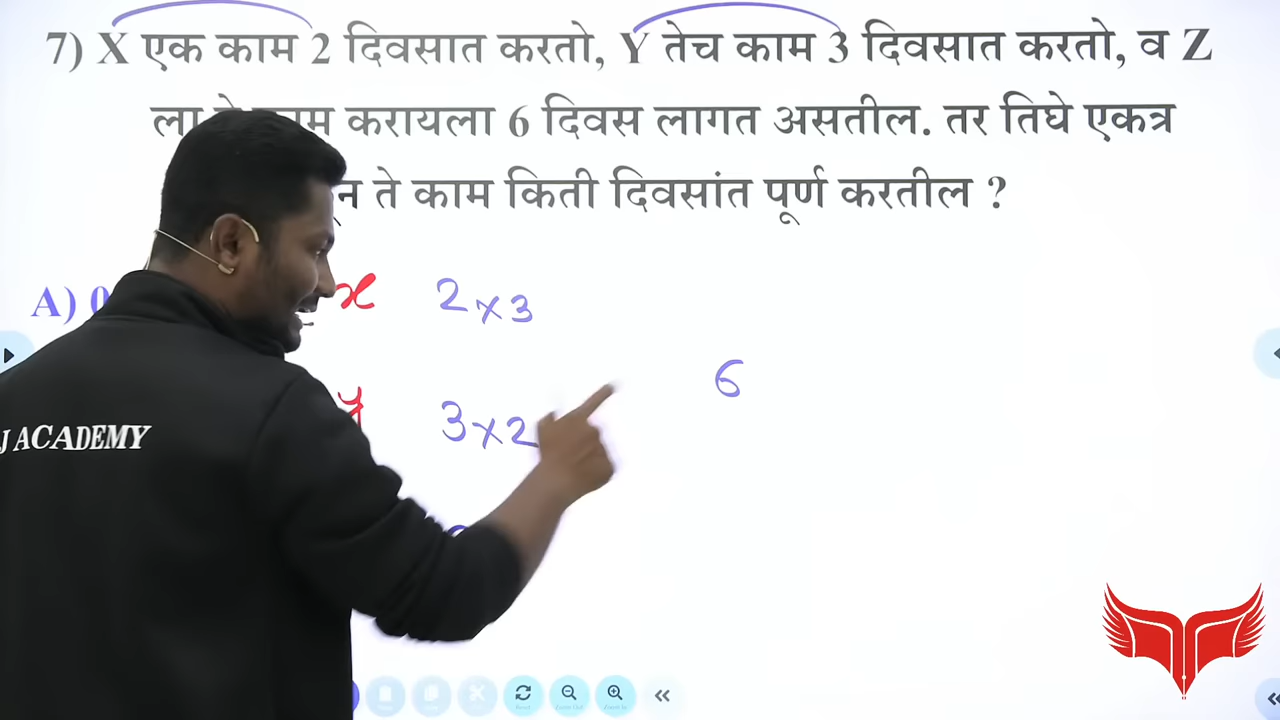 7) X एक काम 2 दिवसात करतो, Y तेच काम 3 दिवसात करतो, व Z
ला काम करायला 6 दिवस लागत असतील. तर तिघे एकत्र
ते काम किती दिवसांत पूर्ण करतील ?
A) x 2 x 3
6
y 3 x 2
J ACADEMY